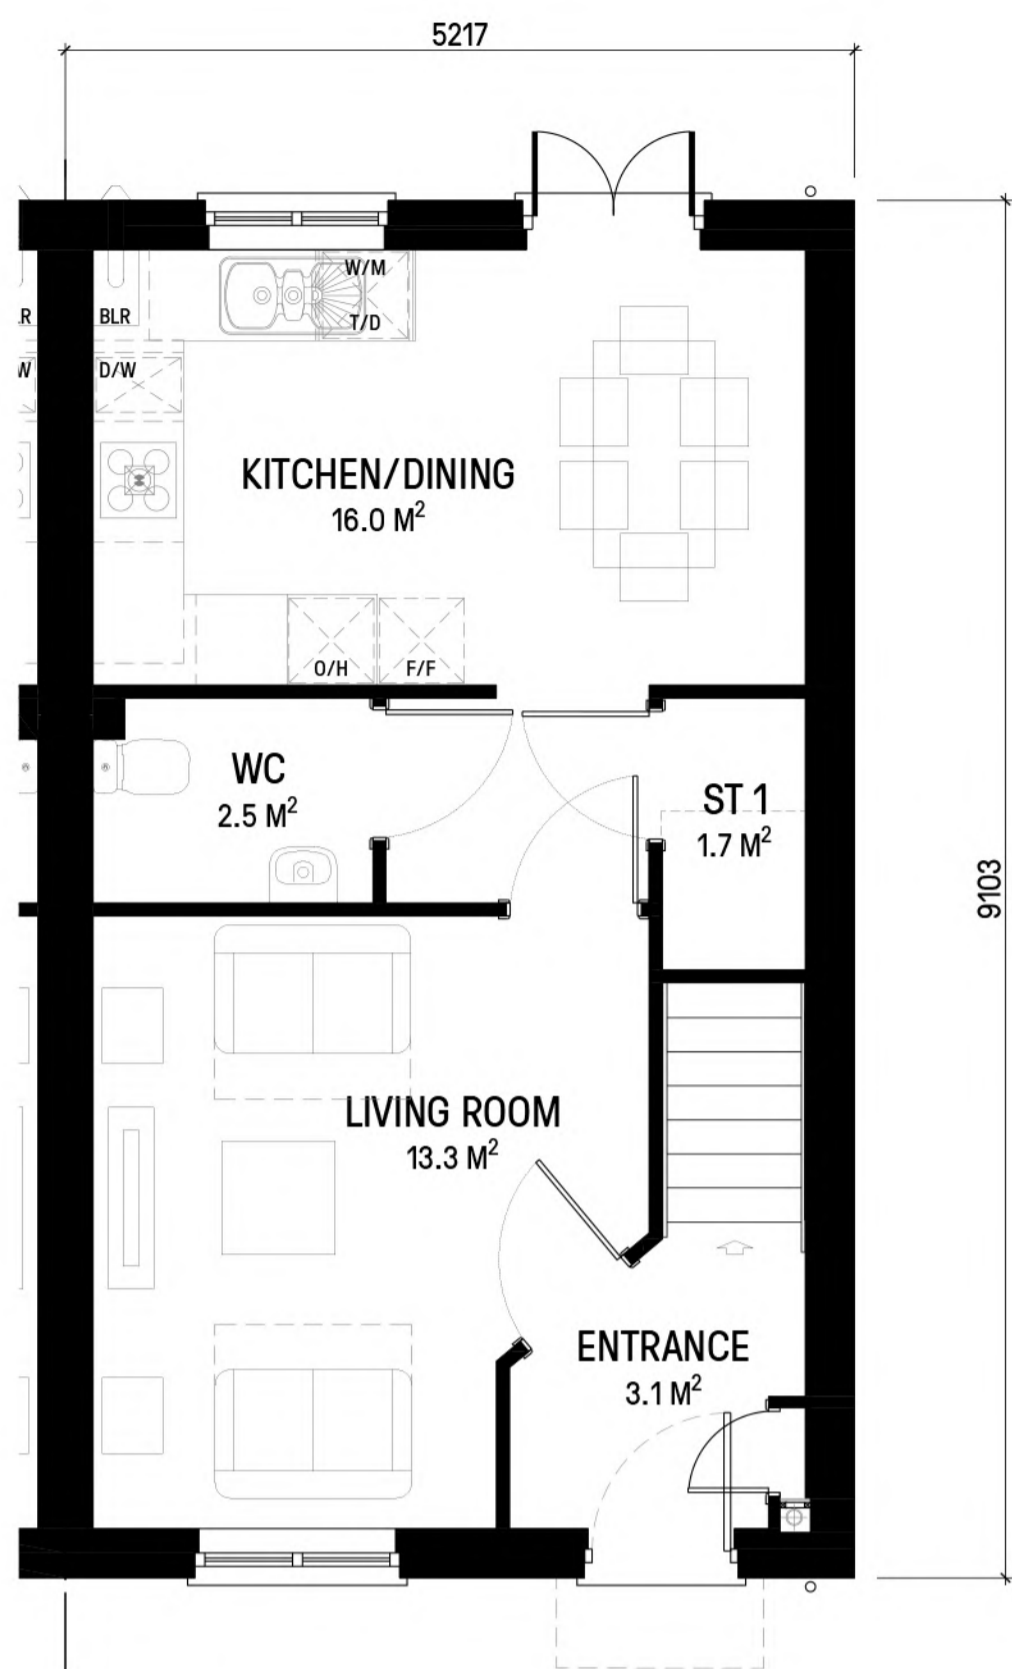 5217
W/M
T/D
LR
BLR
W
D/W
KITCHEN/DINING
16.0 M²
O/H
F/F
WC
2.5 M²
ST 1
1.7 M²
9103
LIVING ROOM
13.3 M²
ENTRANCE
3.1 M²